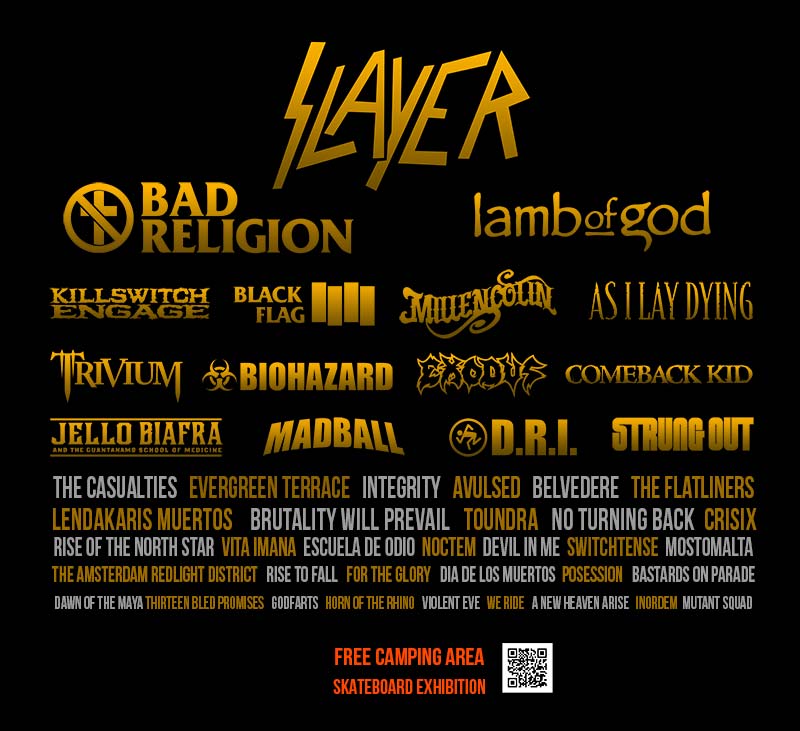 SLAYER
BAD RELIGION lamb of god
KILLSWITCH ENGAGE BLACK FLAG MILLENCOLIN AS I LAY DYING
TRIVIUM BIOHAZARD EXODUS COMEBACK KID
JELLO BIAFRA AND THE GUANTANAMO SCHOOL OF MEDICINE MADBALL D.R.I. STRUNG OUT
THE CASUALTIES EVERGREEN TERRACE INTEGRITY AVULSED BELVEDERE THE FLATLINERS
LENDAKARIS MUERTOS BRUTALITY WILL PREVAIL TOUNDRA NO TURNING BACK CRISIX
RISE OF THE NORTH STAR VITA IMANA ESCUELA DE ODIO NOCTEM DEVIL IN ME SWITCHTENSE MOSTOMALTA
THE AMSTERDAM REDLIGHT DISTRICT RISE TO FALL FOR THE GLORY DIA DE LOS MUERTOS POSESSION BASTARDS ON PARADE
DAWN OF THE MAYA THIRTEEN BLED PROMISES GODFARTS HORN OF THE RHINO VIOLENT EVE WE RIDE A NEW HEAVEN ARISE INORDEM MUTANT SQUAD
FREE CAMPING AREA
SKATEBOARD EXHIBITION